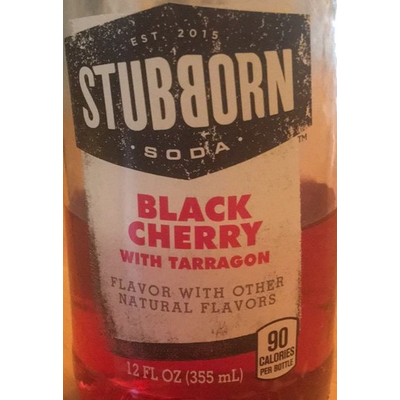 EST. 2015
STUBBORN
• SODA •
™
BLACK
CHERRY
WITH TARRAGON
FLAVOR WITH OTHER
NATURAL FLAVORS
90
CALORIES
PER BOTTLE
12 FL OZ (355 mL)